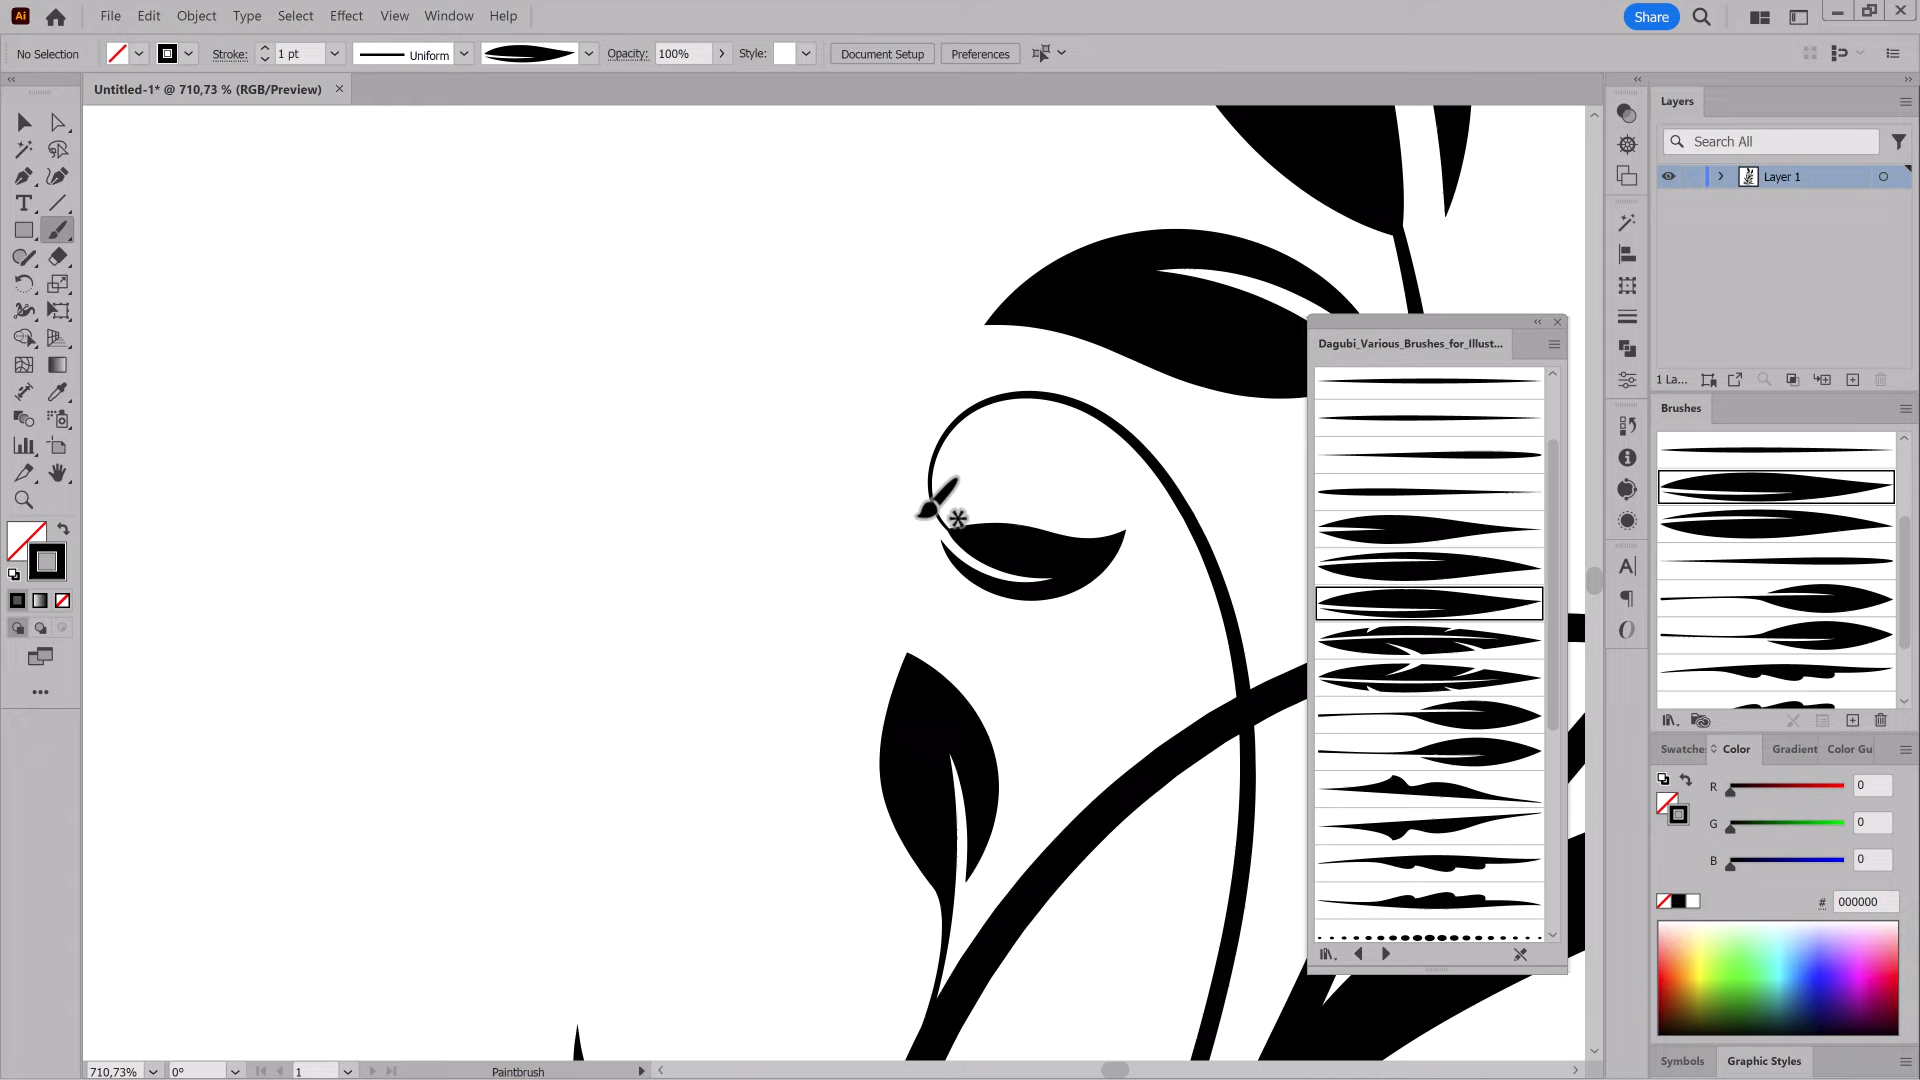 Ai File Edit Object Type Select Effect View Window Help Share
No Selection Stroke: 1 pt Uniform Opacity: 100% Style: Document Setup Preferences
Untitled-1* @ 710,73 % (RGB/Preview)
Layers
Search All
Layer 1
1 La...
Dagubi_Various_Brushes_for_Illust...
Brushes
Swatches Color Gradient Color Gu
R 0
G 0
B 0
# 000000
Symbols Graphic Styles
710,73% 0° 1 Paintbrush